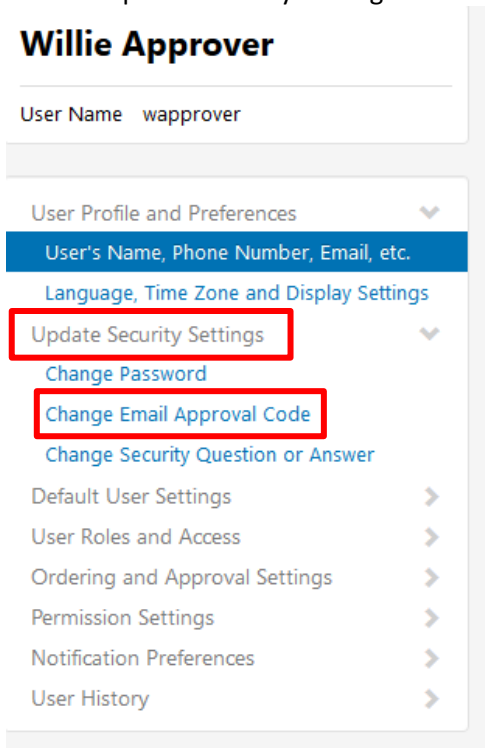 Willie Approver
User Name wapprover
User Profile and Preferences
User's Name, Phone Number, Email, etc.
Language, Time Zone and Display Settings
Update Security Settings
Change Password
Change Email Approval Code
Change Security Question or Answer
Default User Settings
User Roles and Access
Ordering and Approval Settings
Permission Settings
Notification Preferences
User History